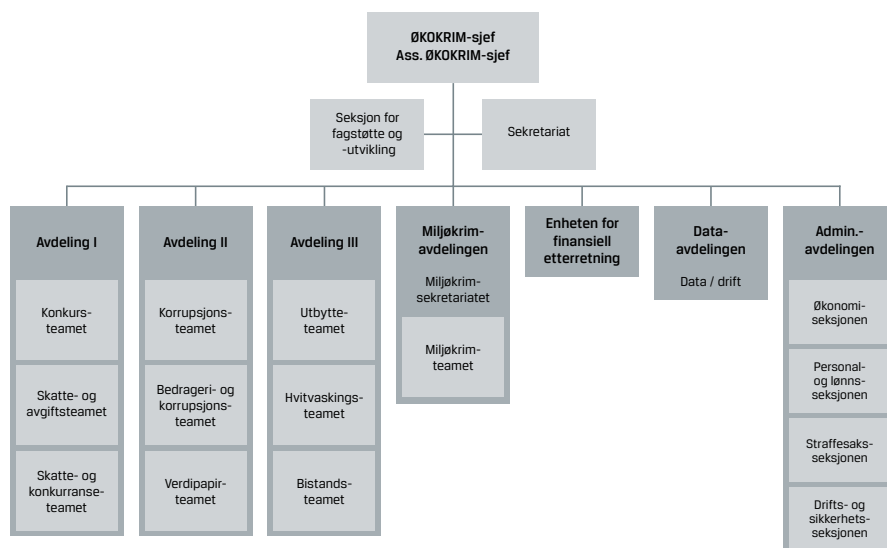 ØKOKRIM-sjef
Ass. ØKOKRIM-sjef
Seksjon for
fagstøtte og
-utvikling
Sekretariat
Avdeling I
Konkurs-
teamet
Skatte- og
avgiftsteamet
Skatte- og
konkurranse-
teamet
Avdeling II
Korrupsjons-
teamet
Bedrageri- og
korrupsjons-
teamet
Verdipapir-
teamet
Avdeling III
Utbytte-
teamet
Hvitvaskings-
teamet
Bistands-
teamet
Miljøkrim-
avdelingen
Miljøkrim-
sekretariatet
Miljøkrim-
teamet
Enheten for
finansiell
etterretning
Data-
avdelingen
Data / drift
Admin.-
avdelingen
Økonomi-
seksjonen
Personal-
og lønns-
seksjonen
Straffesaks-
seksjonen
Drifts- og
sikkerhets-
seksjonen